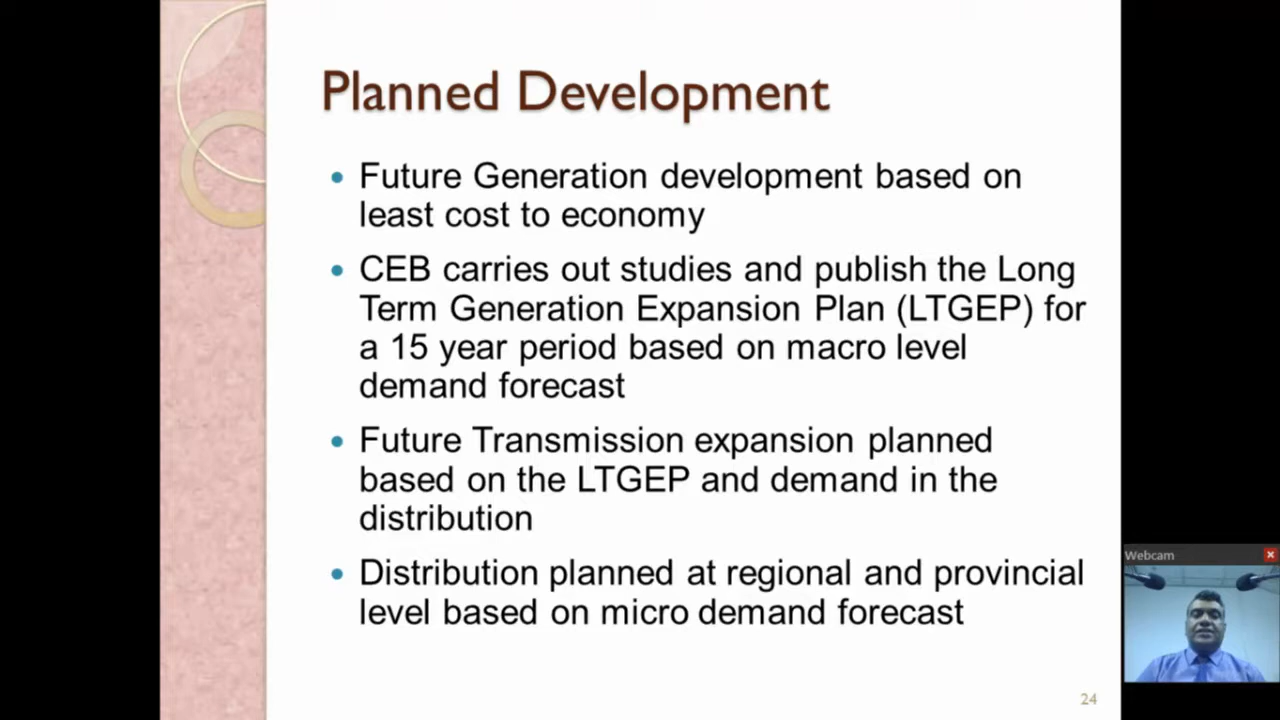 Planned Development
• Future Generation development based on
least cost to economy
• CEB carries out studies and publish the Long
Term Generation Expansion Plan (LTGEP) for
a 15 year period based on macro level
demand forecast
• Future Transmission expansion planned
based on the LTGEP and demand in the
distribution
• Distribution planned at regional and provincial
level based on micro demand forecast
Webcam
24